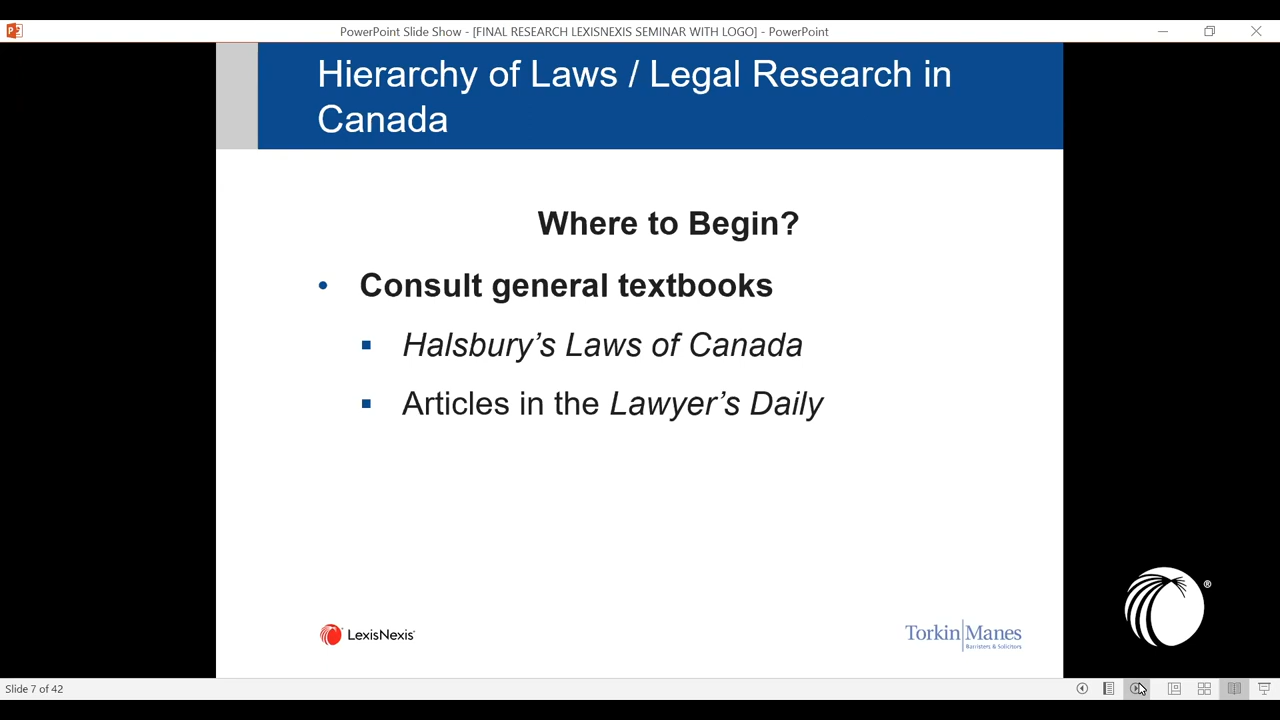 PowerPoint Slide Show - [FINAL RESEARCH LEXISNEXIS SEMINAR WITH LOGO] - PowerPoint
Hierarchy of Laws / Legal Research in
Canada
Where to Begin?
• Consult general textbooks
▪ Halsbury’s Laws of Canada
▪ Articles in the Lawyer’s Daily
LexisNexis®
Torkin|Manes
Barristers & Solicitors
®
Slide 7 of 42